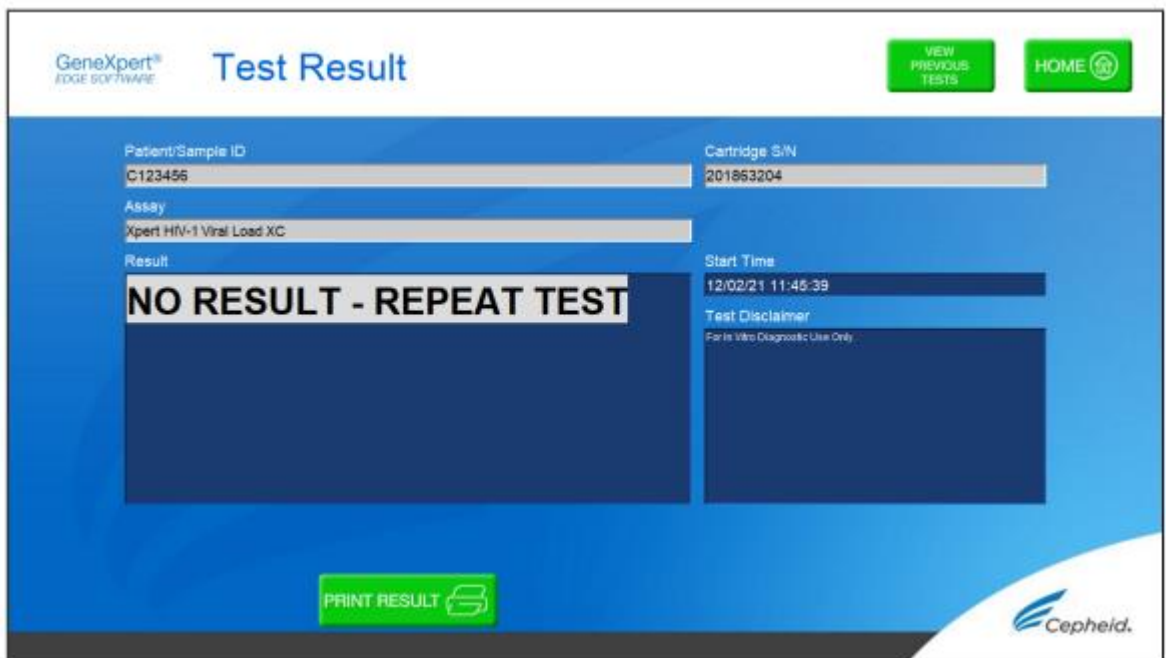 GeneXpert®
EDGE SOFTWARE
Test Result
VIEW
PREVIOUS
TESTS
HOME
Patient/Sample ID
C123456
Cartridge S/N
201863204
Assay
Xpert HIV-1 Viral Load XC
Result
NO RESULT - REPEAT TEST
Start Time
12/02/21 11:45:39
Test Disclaimer
For In Vitro Diagnostic Use Only.
PRINT RESULT
Cepheid.